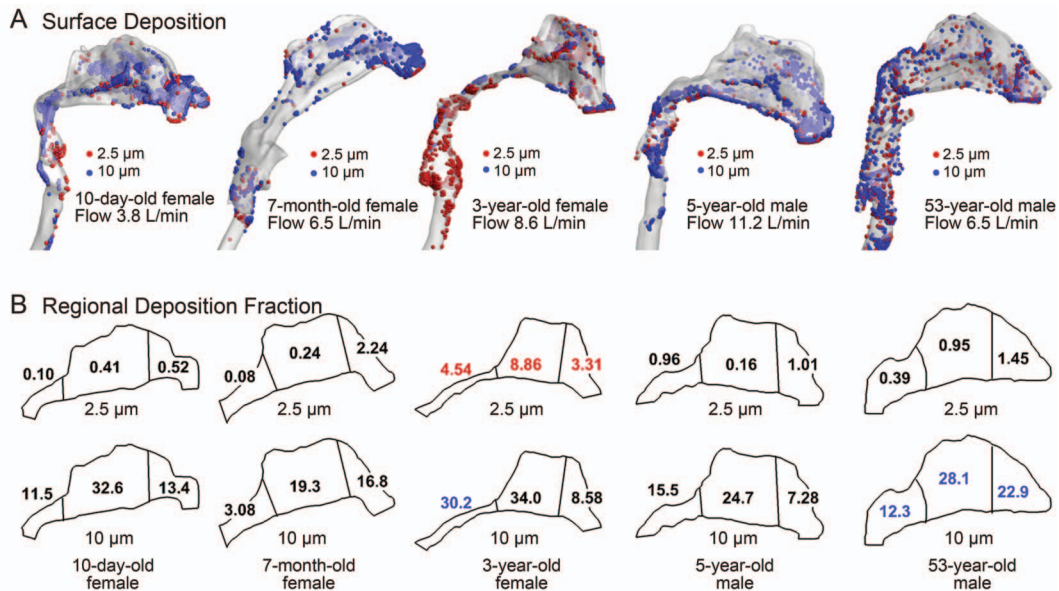 A Surface Deposition
2.5 µm
10 µm
10-day-old female
Flow 3.8 L/min
2.5 µm
10 µm
7-month-old female
Flow 6.5 L/min
2.5 µm
10 µm
3-year-old female
Flow 8.6 L/min
2.5 µm
10 µm
5-year-old male
Flow 11.2 L/min
2.5 µm
10 µm
53-year-old male
Flow 6.5 L/min
B Regional Deposition Fraction
0.10 0.41 0.52
2.5 µm
0.08 0.24 2.24
2.5 µm
4.54 8.86 3.31
2.5 µm
0.96 0.16 1.01
2.5 µm
0.39 0.95 1.45
2.5 µm
11.5 32.6 13.4
10 µm
10-day-old
female
3.08 19.3 16.8
10 µm
7-month-old
female
30.2 34.0 8.58
10 µm
3-year-old
female
15.5 24.7 7.28
10 µm
5-year-old
male
12.3 28.1 22.9
10 µm
53-year-old
male